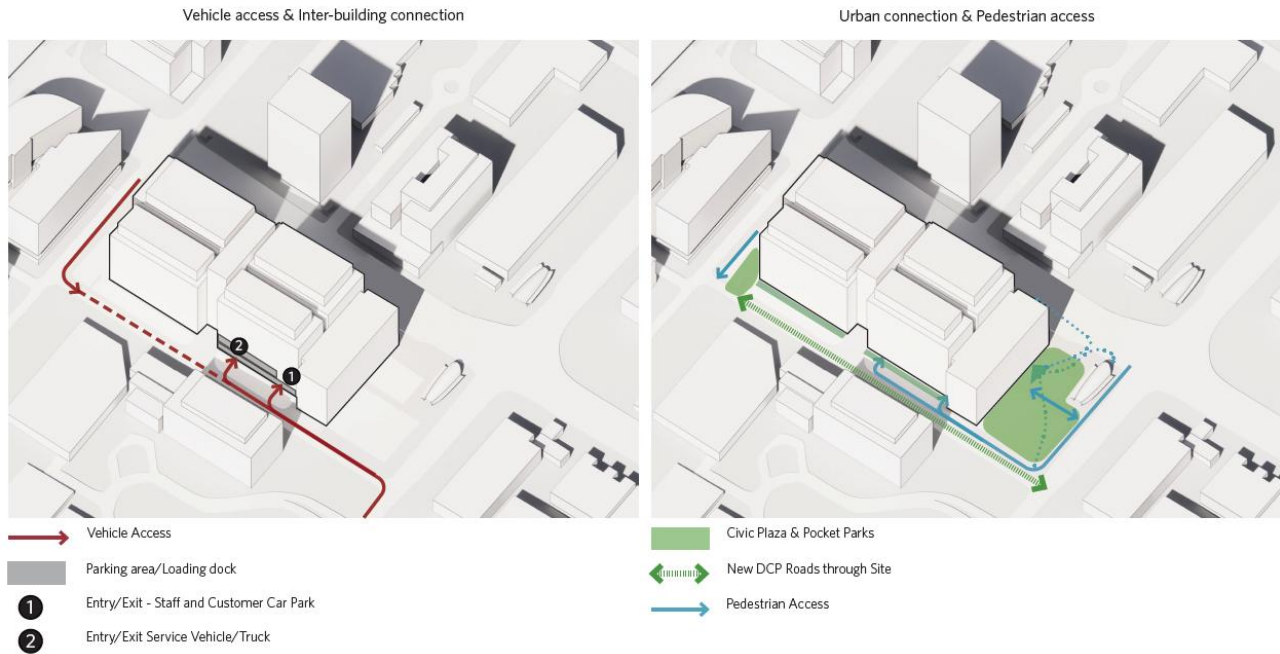 Vehicle access & Inter-building connection
Urban connection & Pedestrian access
2
1
Vehicle Access
Parking area/Loading dock
1 Entry/Exit - Staff and Customer Car Park
2 Entry/Exit Service Vehicle/Truck
Civic Plaza & Pocket Parks
New DCP Roads through Site
Pedestrian Access